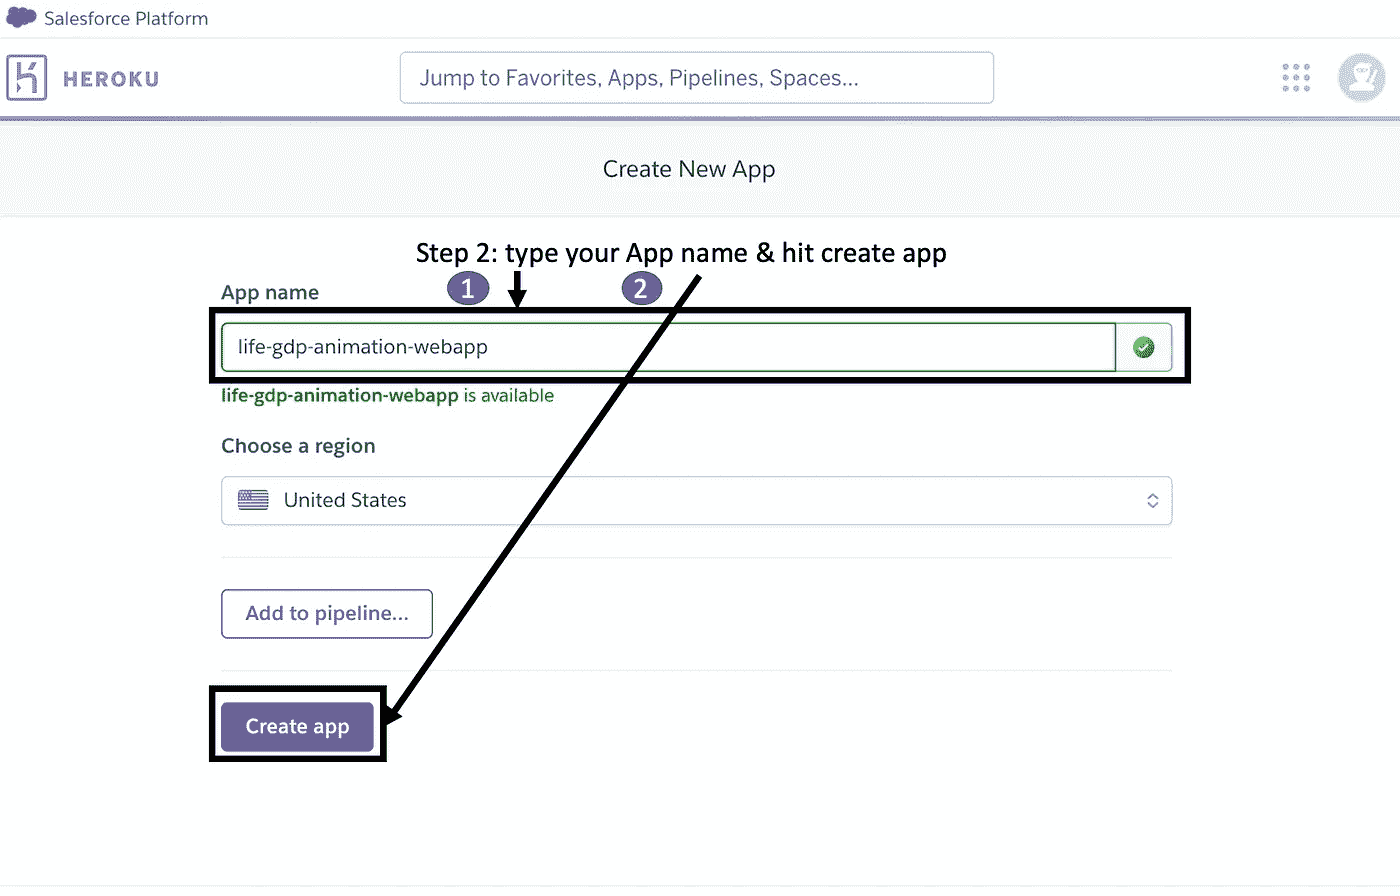 Salesforce Platform
HEROKU
Jump to Favorites, Apps, Pipelines, Spaces...
Create New App
Step 2: type your App name & hit create app
1 2
App name
life-gdp-animation-webapp
life-gdp-animation-webapp is available
Choose a region
United States
Add to pipeline...
Create app